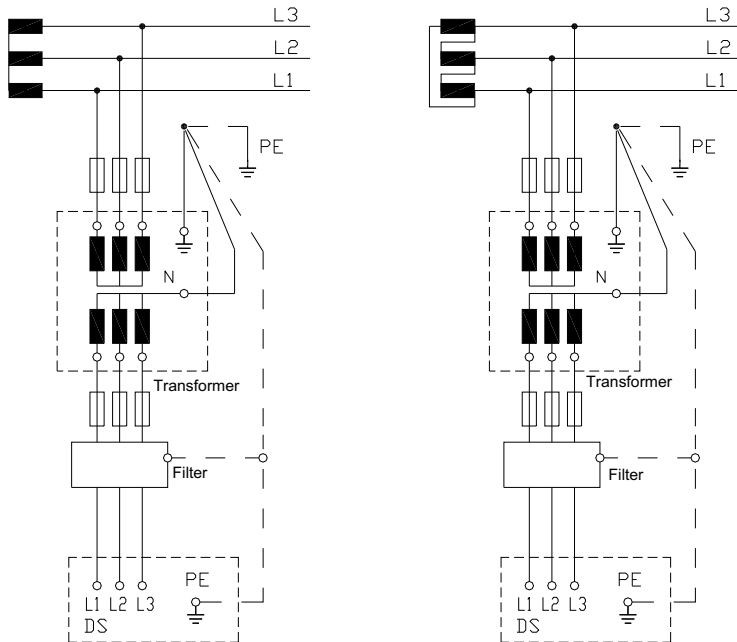 L3
L2
L1
PE
N
Transformer
Filter
PE
L1 L2 L3
DS
L3
L2
L1
PE
N
Transformer
Filter
PE
L1 L2 L3
DS